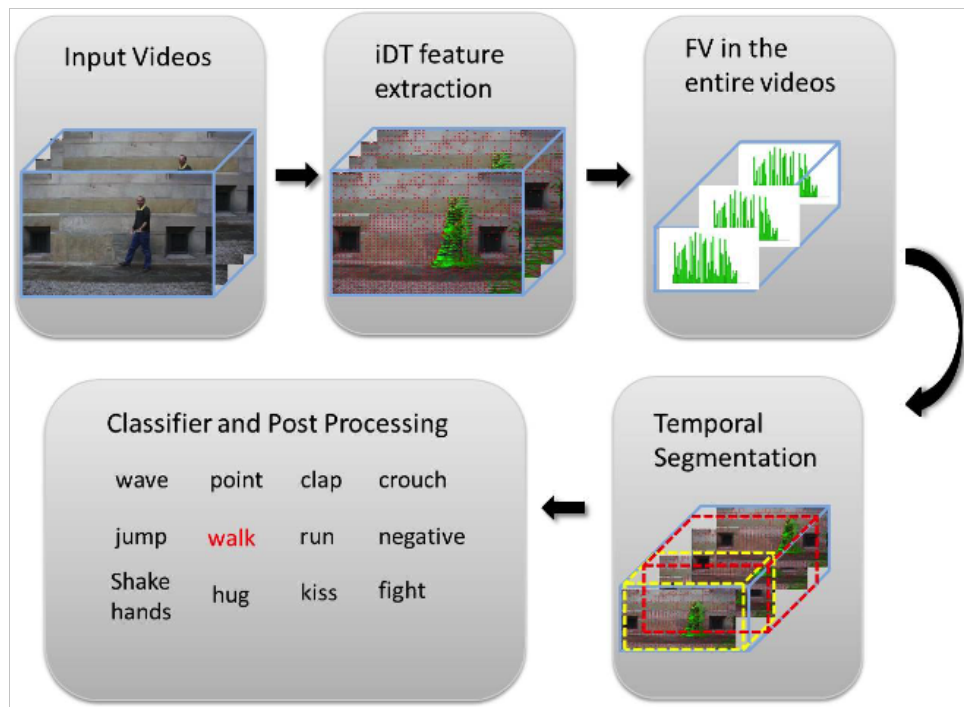 Input Videos
iDT feature
extraction
FV in the
entire videos
Temporal
Segmentation
Classifier and Post Processing
wave point clap crouch
jump walk run negative
Shake
hands hug kiss fight